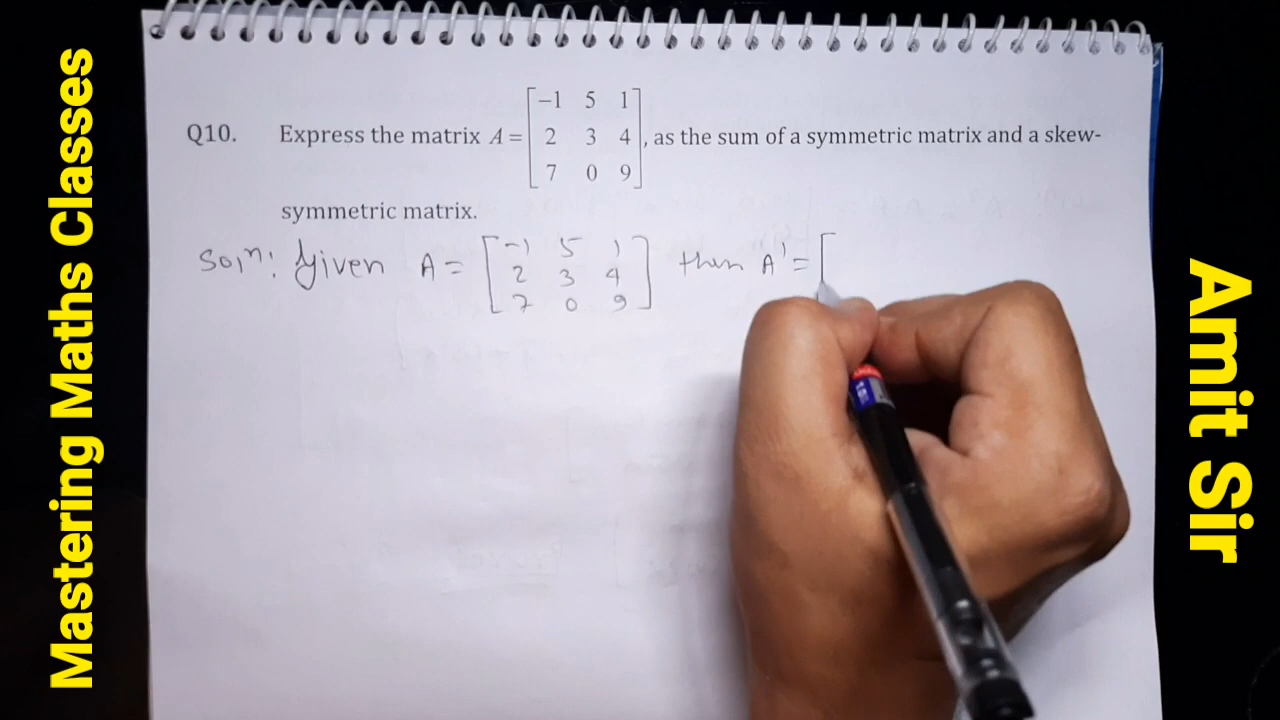 Mastering Maths Classes
Q10. Express the matrix A = [−1 5 1
2 3 4
7 0 9], as the sum of a symmetric matrix and a skew-
symmetric matrix.
Solⁿ: Given A = [-1 5 1
2 3 4
7 0 9] then A' = [
Amit Sir